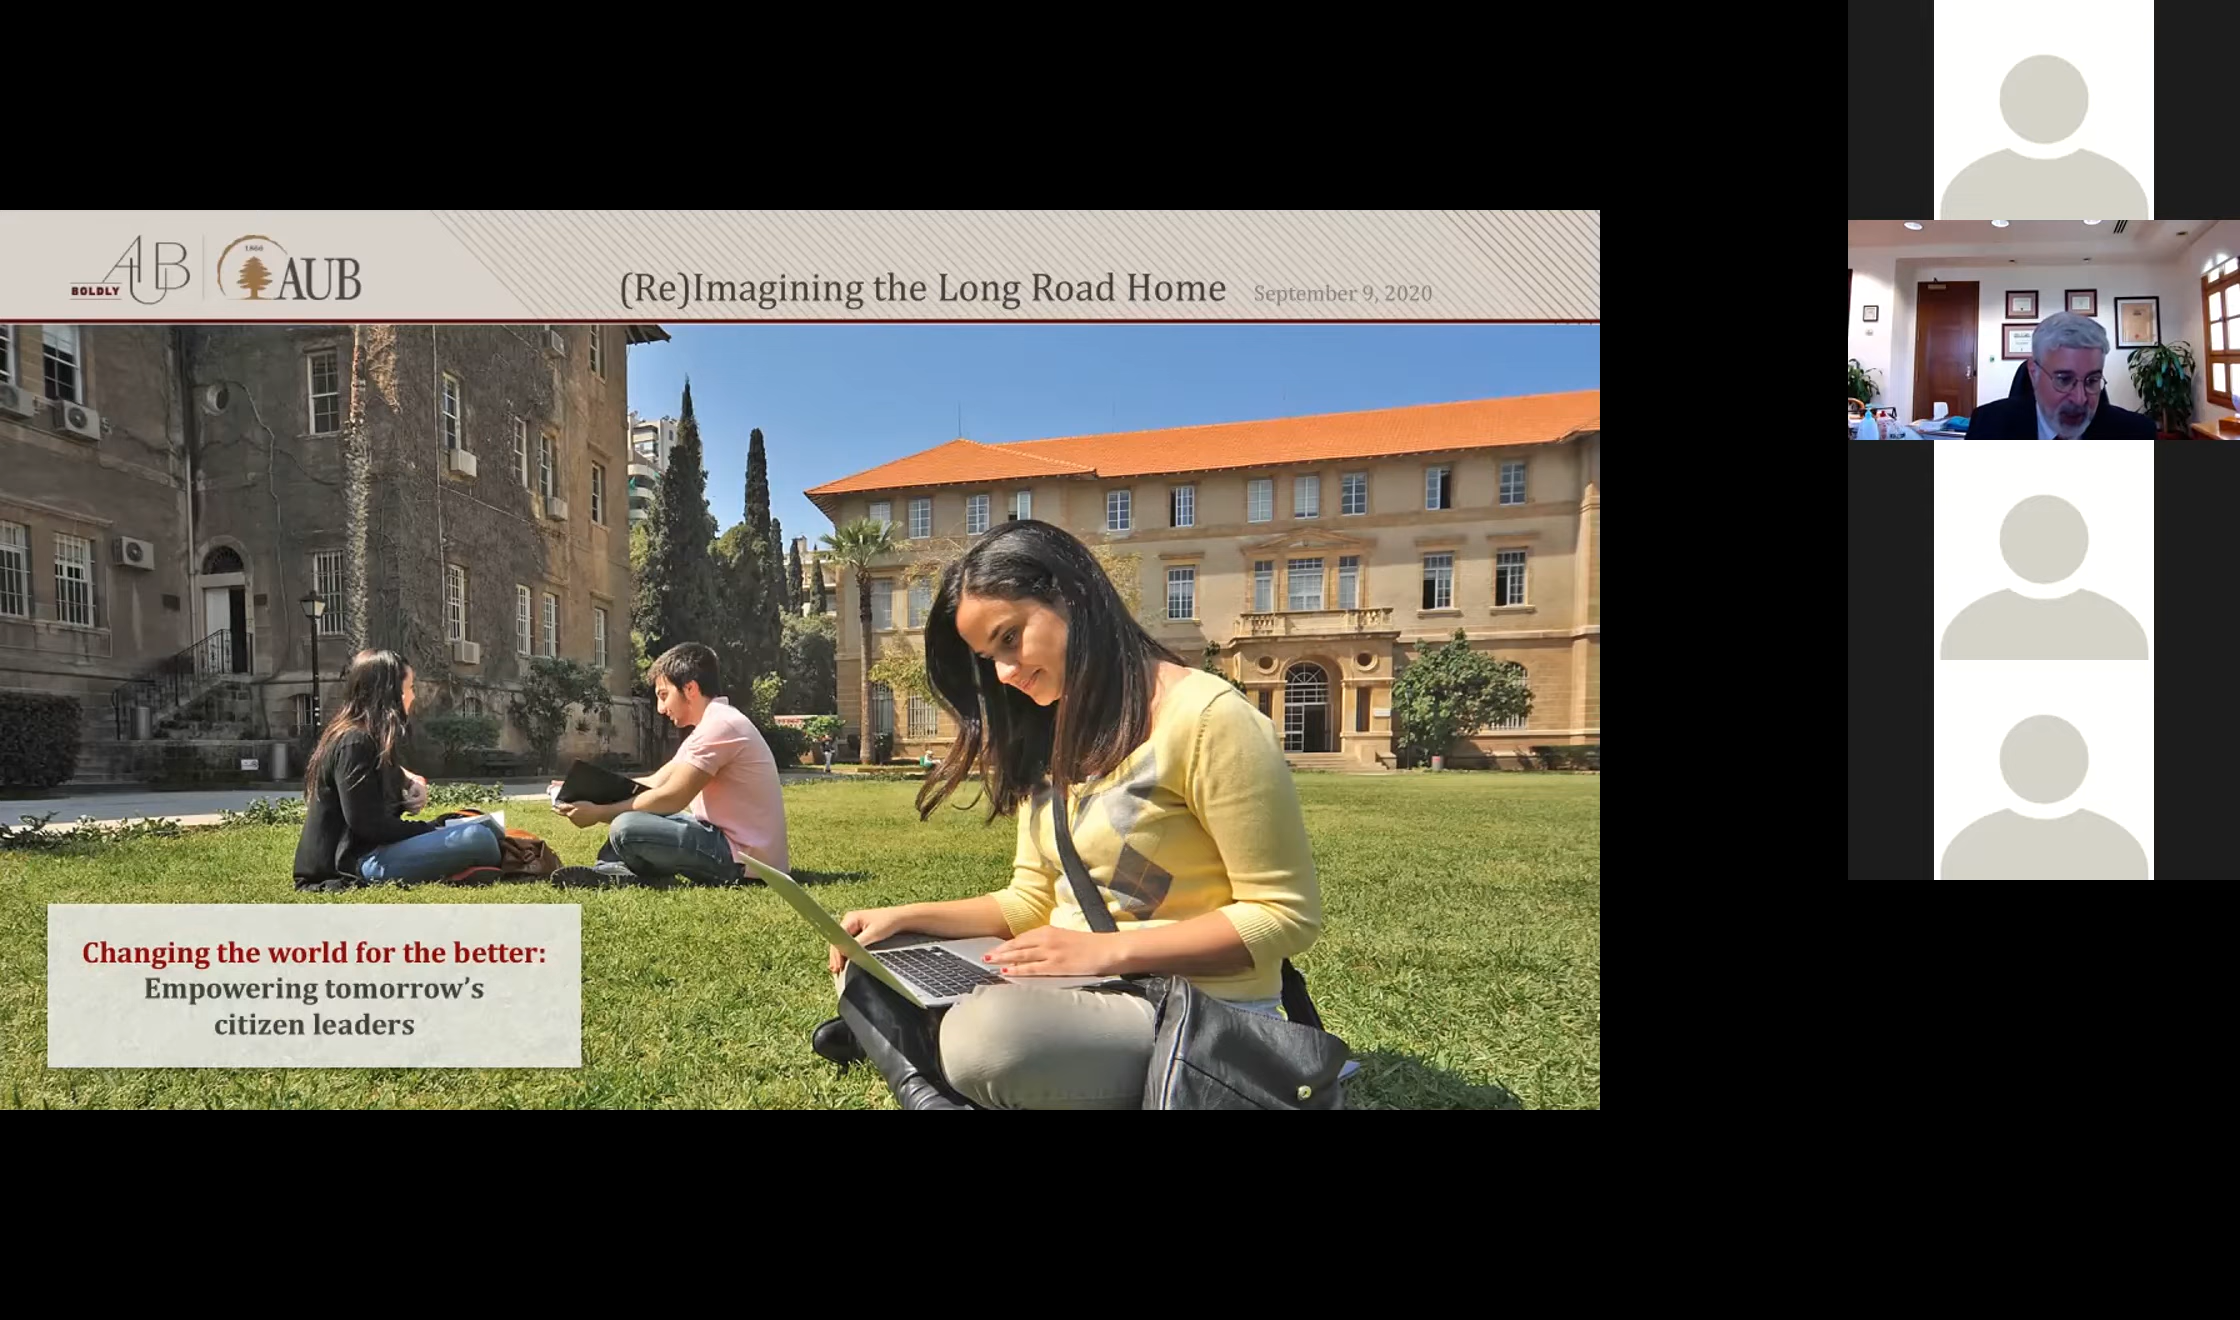 BOLDLY
AUB
1866
AUB
(Re)Imagining the Long Road Home
September 9, 2020
Changing the world for the better:
Empowering tomorrow's
citizen leaders